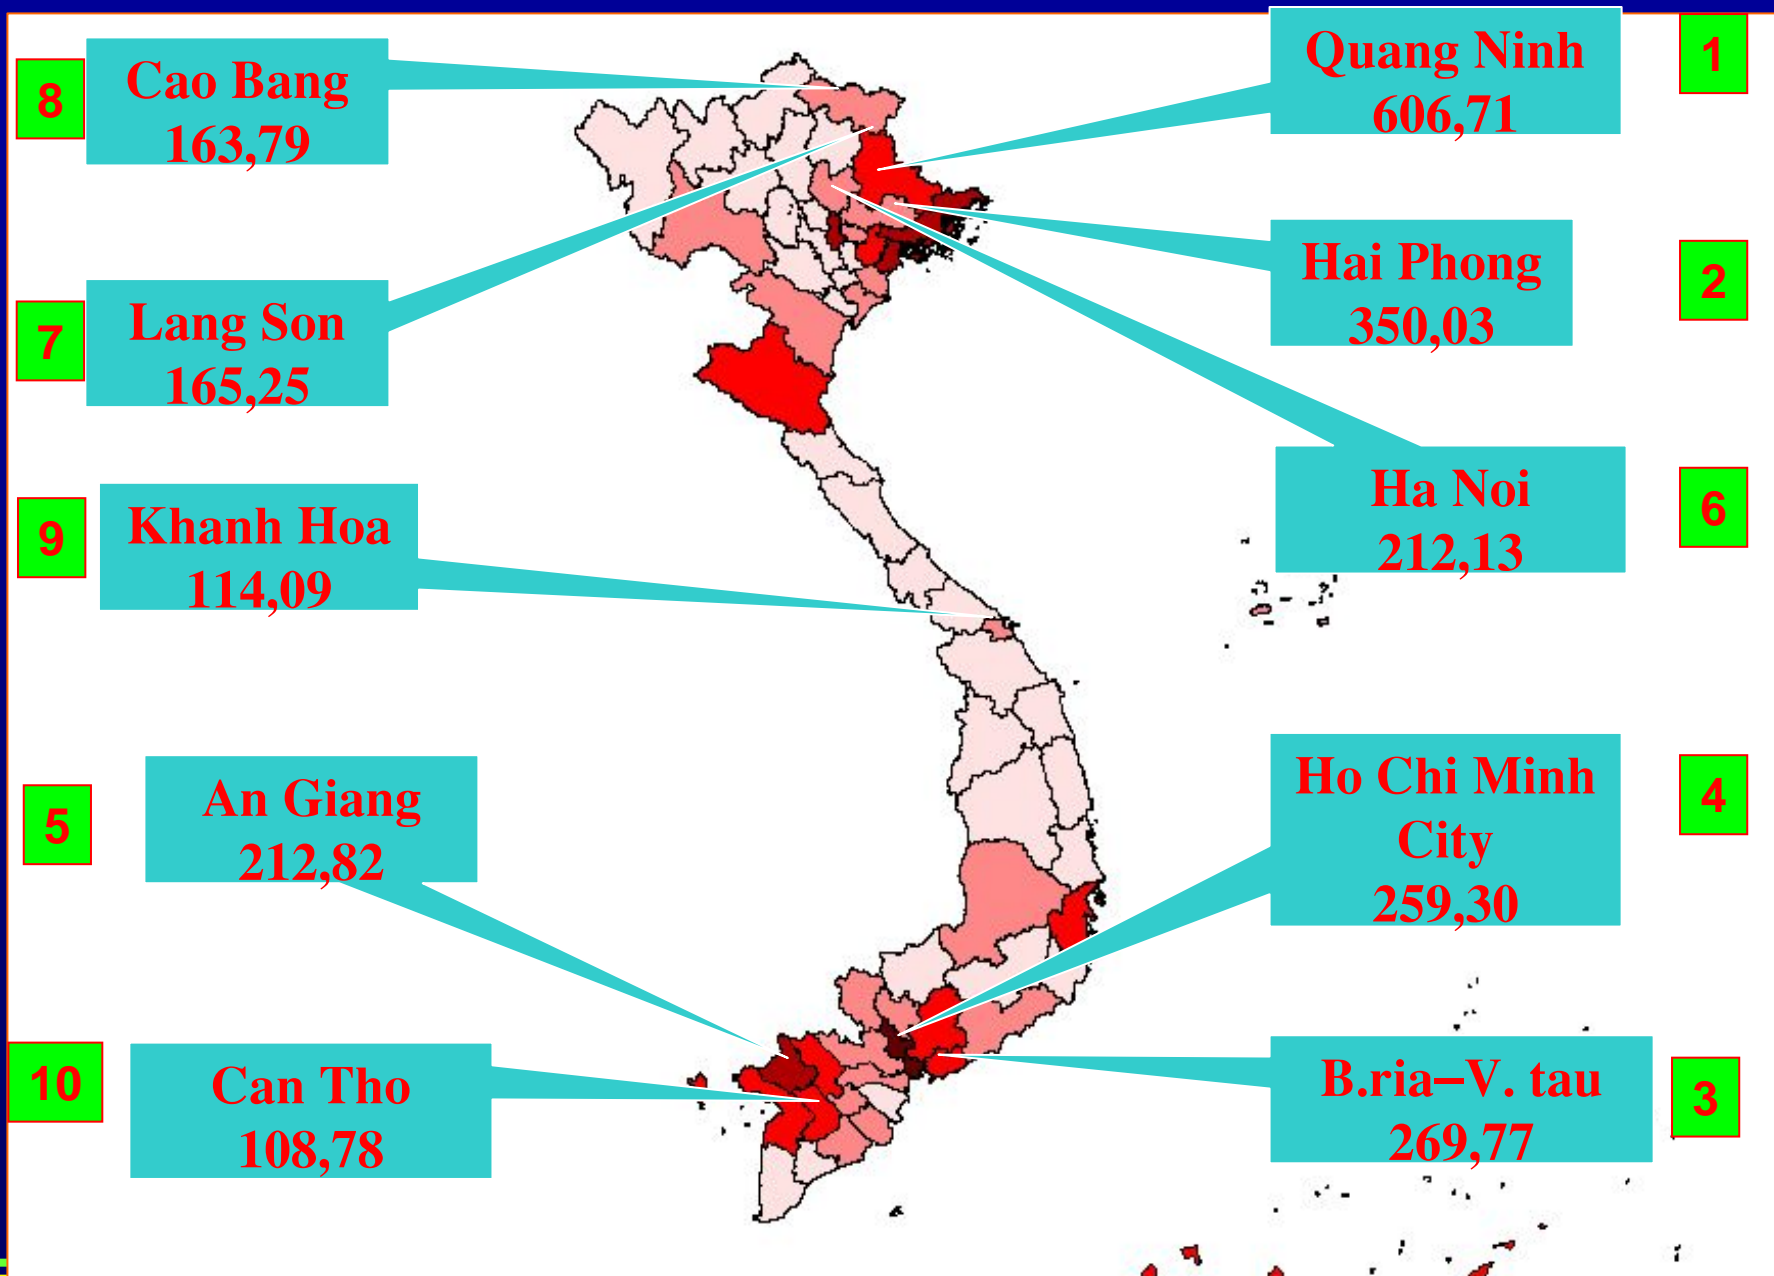 8
Cao Bang
163,79
Quang Ninh
606,71
1
7
Lang Son
165,25
Hai Phong
350,03
2
9
Khanh Hoa
114,09
Ha Noi
212,13
6
5
An Giang
212,82
Ho Chi Minh
City
259,30
4
10
Can Tho
108,78
B.ria–V. tau
269,77
3